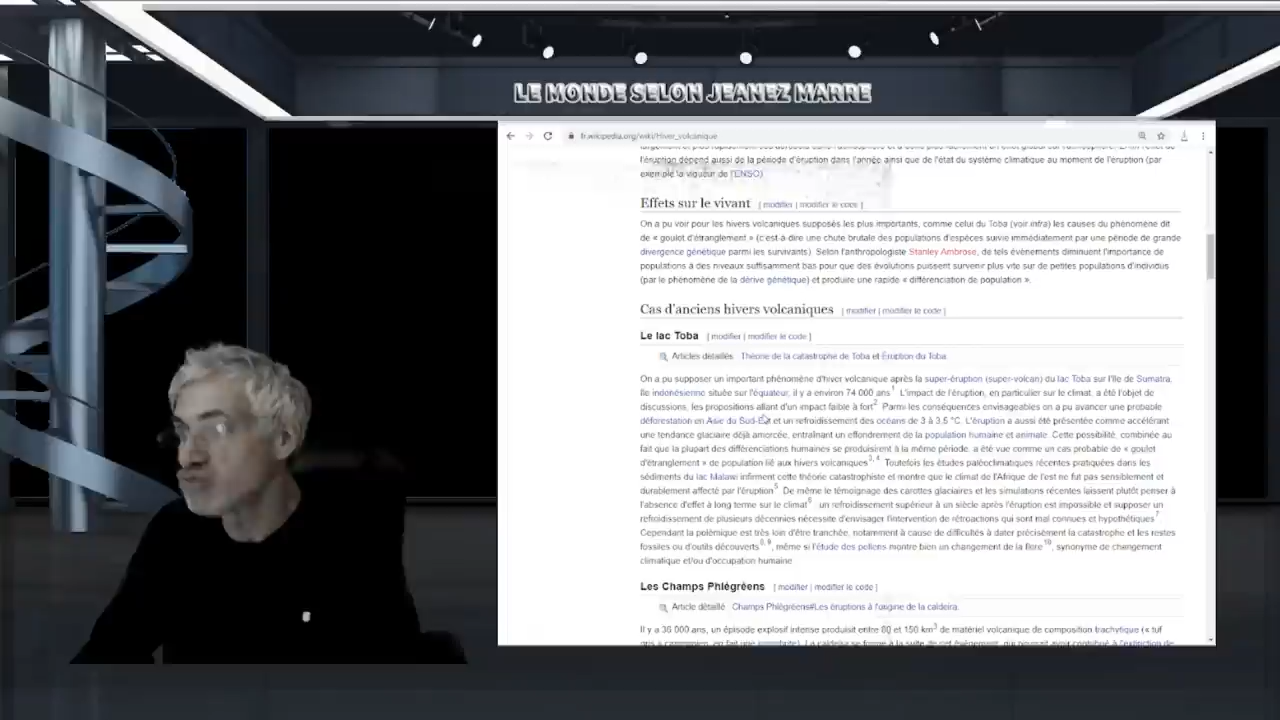 LE MONDE SELON JEANEZ MARRE
fr.wikipedia.org/wiki/Hiver_volcanique
l'éruption dépend aussi de la période d'éruption dans l'année ainsi que de l'état du système climatique au moment de l'éruption (par
exemple la vigueur de l'ENSO)
Effets sur le vivant [ modifier | modifier le code ]
On a pu voir pour les hivers volcaniques supposés les plus importants, comme celui du Toba (voir infra) les causes du phénomène dit
de « goulot d'étranglement » (c'est-à-dire une chute brutale des populations d'espèces suivie immédiatement par une période de grande
divergence génétique parmi les survivants). Selon l'anthropologiste Stanley Ambrose, de tels évènements diminuent l'importance de
populations à des niveaux suffisamment bas pour que des évolutions puissent survenir plus vite sur de petites populations d'individus
(par le phénomène de la dérive génétique) et produire une rapide « différenciation de population ».
Cas d'anciens hivers volcaniques [ modifier | modifier le code ]
Le lac Toba [ modifier | modifier le code ]
Articles détaillés Théorie de la catastrophe de Toba et Éruption du Toba.
On a pu supposer un important phénomène d'hiver volcanique après la super-éruption (super-volcan) du lac Toba sur l'île de Sumatra,
île indonésienne située sur l'équateur, il y a environ 74 000 ans1. L'impact de l'éruption, en particulier sur le climat, a été l'objet de
discussions, les propositions allant d'un impact faible à fort2. Parmi les conséquences envisageables on a pu avancer une probable
déforestation en Asie du Sud-Est et un refroidissement des océans de 3 à 3,5 °C. L'éruption a aussi été présentée comme accélérant
une tendance glaciaire déjà amorcée, entraînant un effondrement de la population humaine et animale. Cette possibilité, combinée au
fait que la plupart des différenciations humaines se produisirent à la même période, a été vue comme un cas probable de « goulot
d'étranglement » de population lié aux hivers volcaniques3, 4. Toutefois les études paléoclimatiques récentes pratiquées dans les
sédiments du lac Malawi infirment cette théorie catastrophiste et montre que le climat de l'Afrique de l'est ne fut pas sensiblement et
durablement affecté par l'éruption5. De même le témoignage des carottes glaciaires et les simulations récentes laissent plutôt penser à
l'absence d'effet à long terme sur le climat6 : un refroidissement supérieur à un siècle après l'éruption est impossible et supposer un
refroidissement de plusieurs décennies nécessite d'envisager l'intervention de rétroactions qui sont mal connues et hypothétiques7.
Cependant la polémique est très loin d'être tranchée, notamment à cause de difficultés à dater précisément la catastrophe et les restes
fossiles ou d'outils découverts8, 9, même si l'étude des pollens montre bien un changement de la flore10, synonyme de changement
climatique et/ou d'occupation humaine.
Les Champs Phlégréens [ modifier | modifier le code ]
Article détaillé Champs Phlégréens#Les éruptions à l'origine de la caldeira.
Il y a 36 000 ans, un épisode explosif intense produisit entre 80 et 150 km3 de matériel volcanique de composition trachytique (« tuf